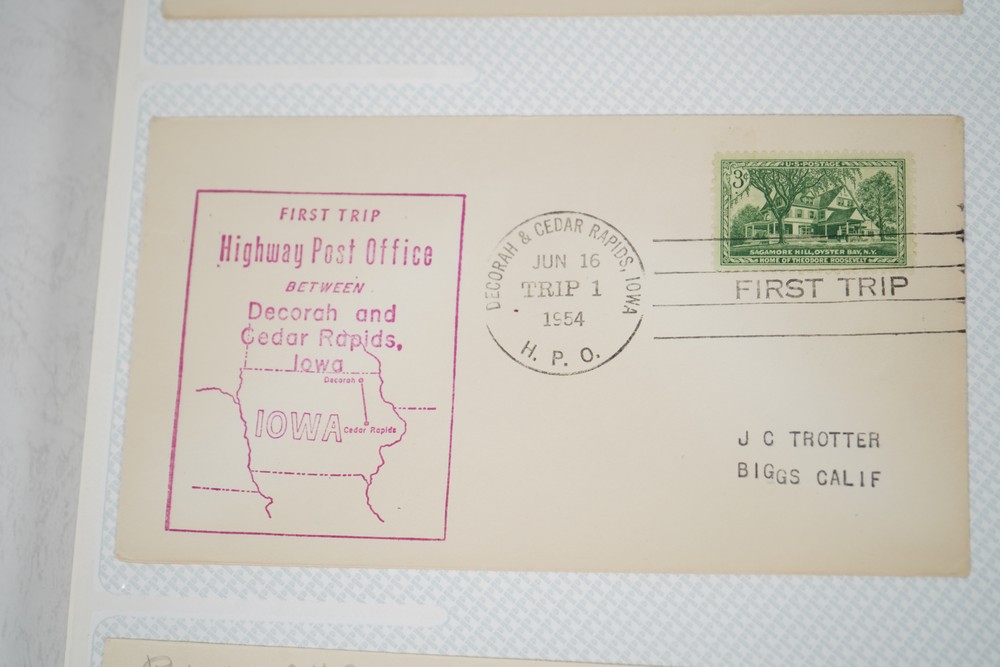 FIRST TRIP
Highway Post Office
BETWEEN
Decorah and
Cedar Rapids,
Iowa
Decorah
IOWA
Cedar Rapids
DECORAH & CEDAR RAPIDS, IOWA
JUN 16
TRIP 1
1954
H. P. O.
U.S. POSTAGE
3¢
SAGAMORE HILL, OYSTER BAY, N.Y.
HOME OF THEODORE ROOSEVELT
FIRST TRIP
J C TROTTER
BIGGS CALIF